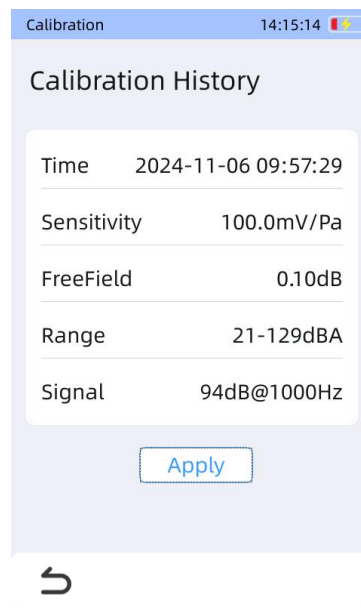 Calibration 14:15:14
Calibration History
Time 2024-11-06 09:57:29
Sensitivity 100.0mV/Pa
FreeField 0.10dB
Range 21-129dBA
Signal 94dB@1000Hz
Apply